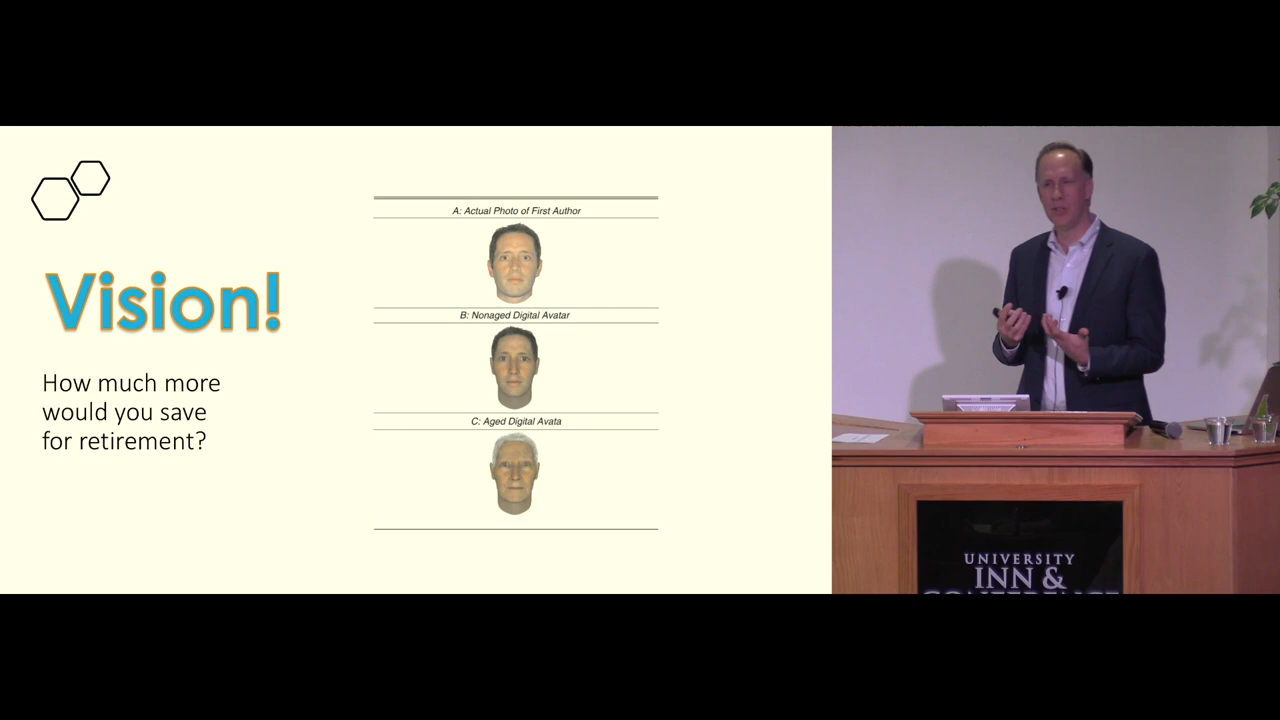 Vision!
How much more
would you save
for retirement?
A: Actual Photo of First Author
B: Nonaged Digital Avatar
C: Aged Digital Avata
UNIVERSITY
INN &
CONFERENCE